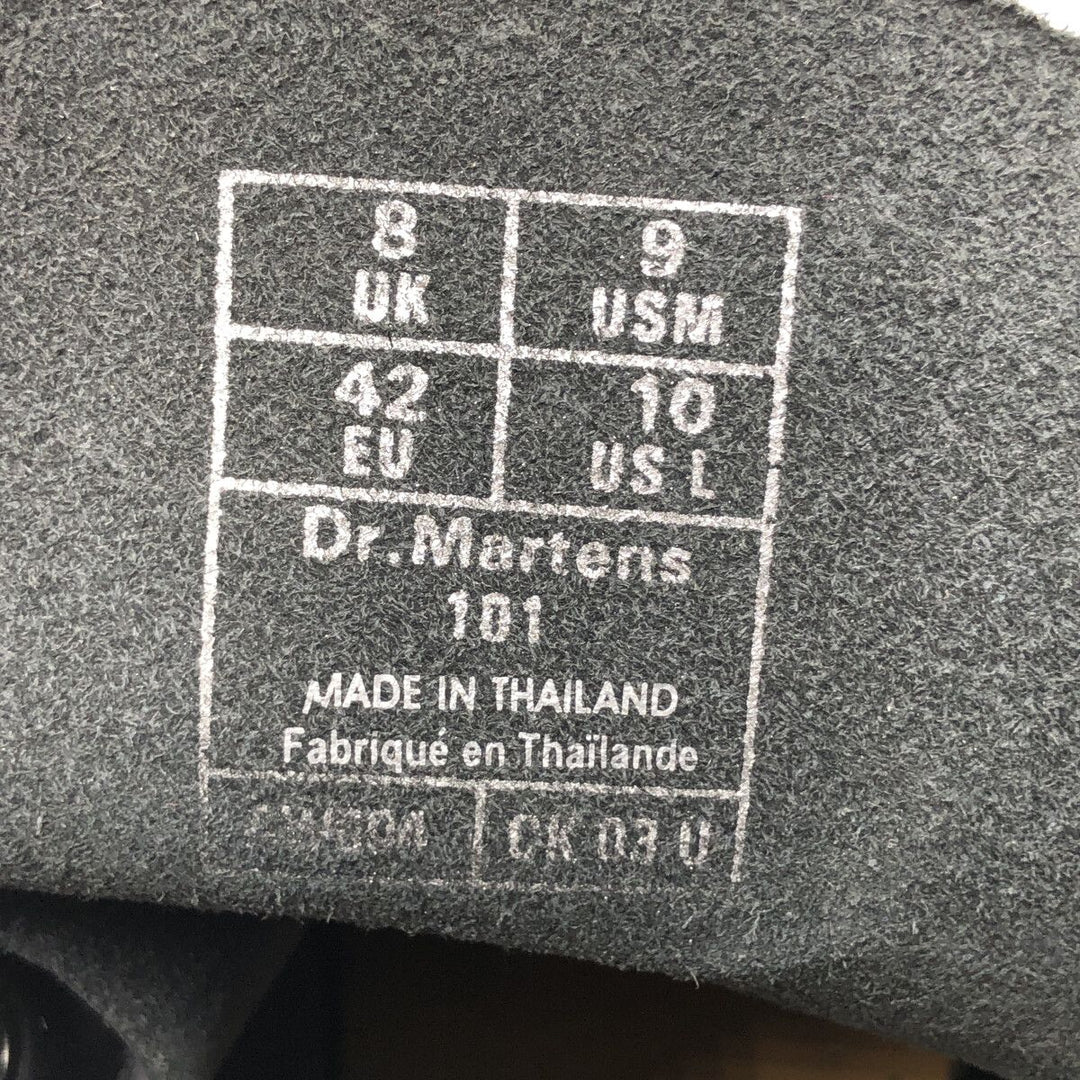 8 UK
9 USM
42 EU
10 US L
Dr.Martens
101
MADE IN THAILAND
Fabriqué en Thaïlande
CK 03 U